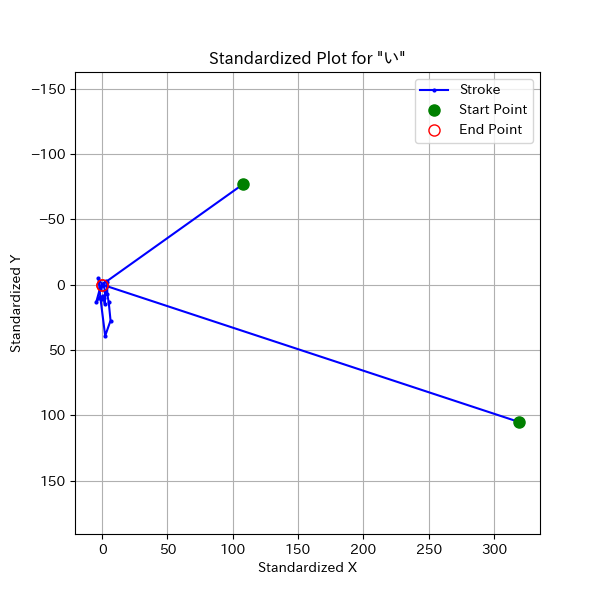 Standardized Plot for "い"
Stroke
Start Point
End Point
−150
−100
−50
0
50
100
150
Standardized Y
0 50 100 150 200 250 300
Standardized X